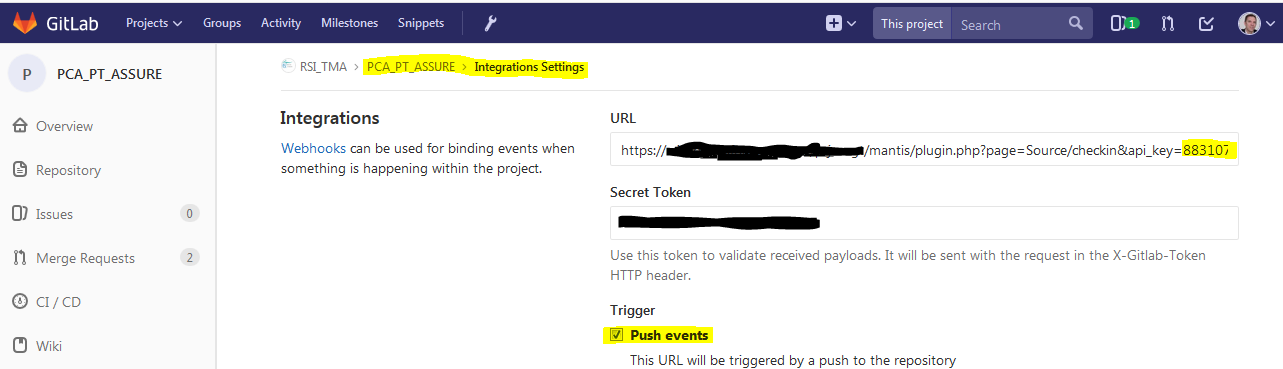 GitLab Projects Groups Activity Milestones Snippets This project Search 1
P PCA_PT_ASSURE
RSI_TMA > PCA_PT_ASSURE > Integrations Settings
Overview
Repository
Issues 0
Merge Requests 2
CI / CD
Wiki
Integrations
Webhooks can be used for binding events when
something is happening within the project.
URL
https:// /mantis/plugin.php?page=Source/checkin&api_key=883107
Secret Token
Use this token to validate received payloads. It will be sent with the request in the X-Gitlab-Token
HTTP header.
Trigger
Push events
This URL will be triggered by a push to the repository